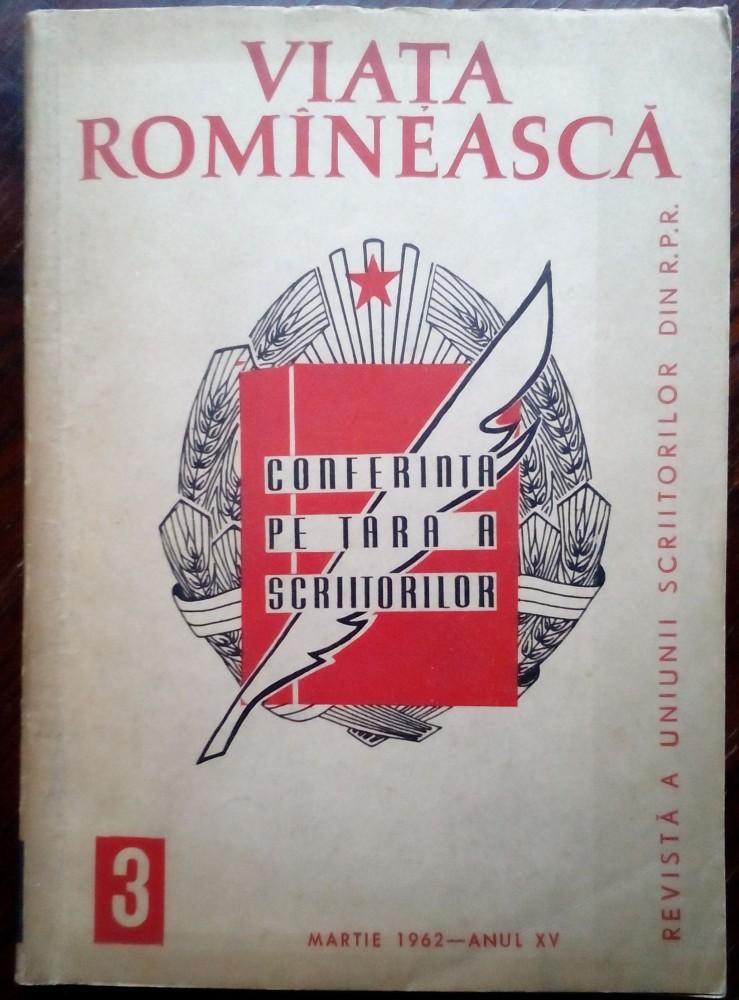 VIAȚA
ROMÎNEASCĂ
CONFERINȚA
PE ȚARA A
SCRIITORILOR
REVISTĂ A UNIUNII SCRIITORILOR DIN R.P.R.
3
MARTIE 1962—ANUL XV